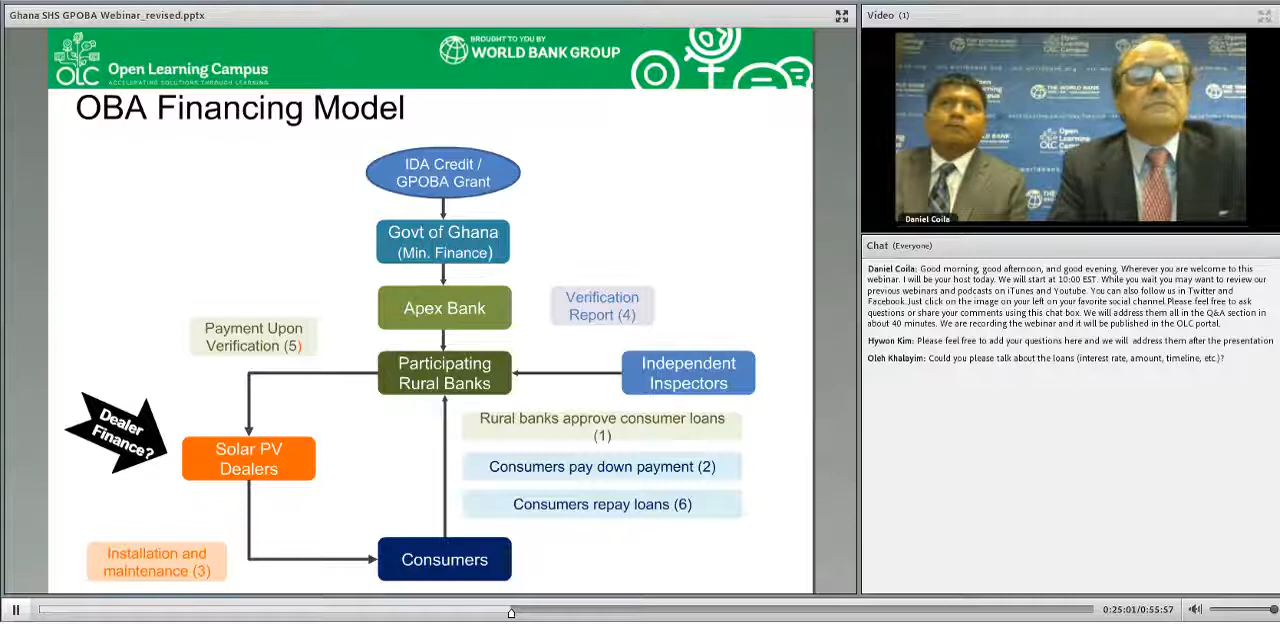 Ghana SHS GPOBA Webinar_revised.pptx
OLC
Open Learning Campus
ACCELERATING SOLUTIONS THROUGH LEARNING
BROUGHT TO YOU BY
WORLD BANK GROUP
OBA Financing Model
IDA Credit /
GPOBA Grant
Govt of Ghana
(Min. Finance)
Apex Bank
Verification
Report (4)
Payment Upon
Verification (5)
Participating
Rural Banks
Independent
Inspectors
Dealer
Finance?
Rural banks approve consumer loans
(1)
Solar PV
Dealers
Consumers pay down payment (2)
Consumers repay loans (6)
Installation and
maintenance (3)
Consumers
0:25:01/0:55:57
Video (1)
THE WORLD BANK
Open
Learning
Campus
Daniel Coila
Chat (Everyone)
Daniel Coila: Good morning, good afternoon, and good evening. Wherever you are welcome to this
webinar. I will be your host today. We will start at 10:00 EST. While you wait you may want to review our
previous webinars and podcasts on iTunes and Youtube. You can also follow us in Twitter and
Facebook.Just click on the image on your left on your favorite social channel.Please feel free to ask
questions or share your comments using this chat box. We will address them all in the Q&A section in
about 40 minutes. We are recording the webinar and it will be published in the OLC portal.
Hywon Kim: Please feel free to add your questions here and we will address them after the presentation
Oleh Khalayim: Could you please talk about the loans (interest rate, amount, timeline, etc.)?